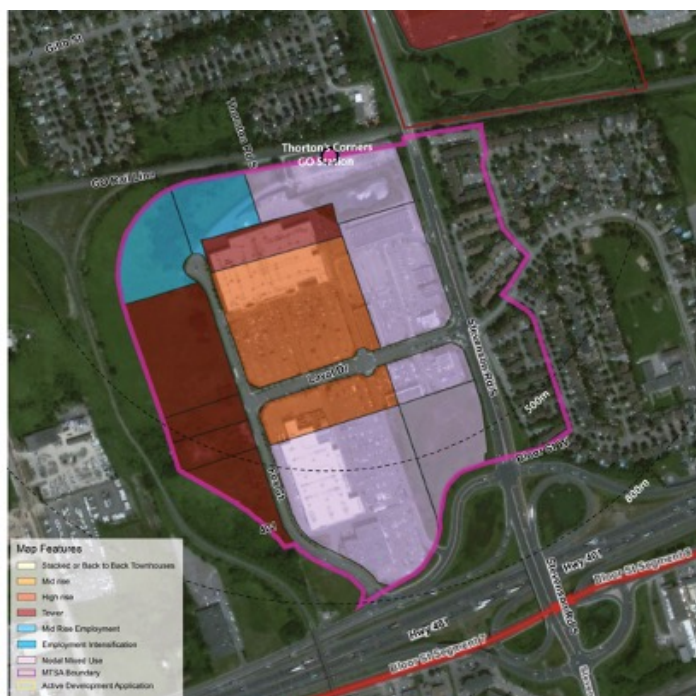 Gibb St
Thornton Rd S
Thorton's Corners
GO Station
GO Rail Line
Laval Dr
Stevenson Rd S
500m
Bloor St W
800m
Map Features
Stacked or Back to Back Townhouses
Mid rise
High rise
Tower
Mid Rise Employment
Employment Intensification
Nodal Mixed Use
MTSA Boundary
Active Development Application
Hwy 401
Bloor St Segment 6
Stevenson Rd S
Hwy 401
Bloor St Segment 7